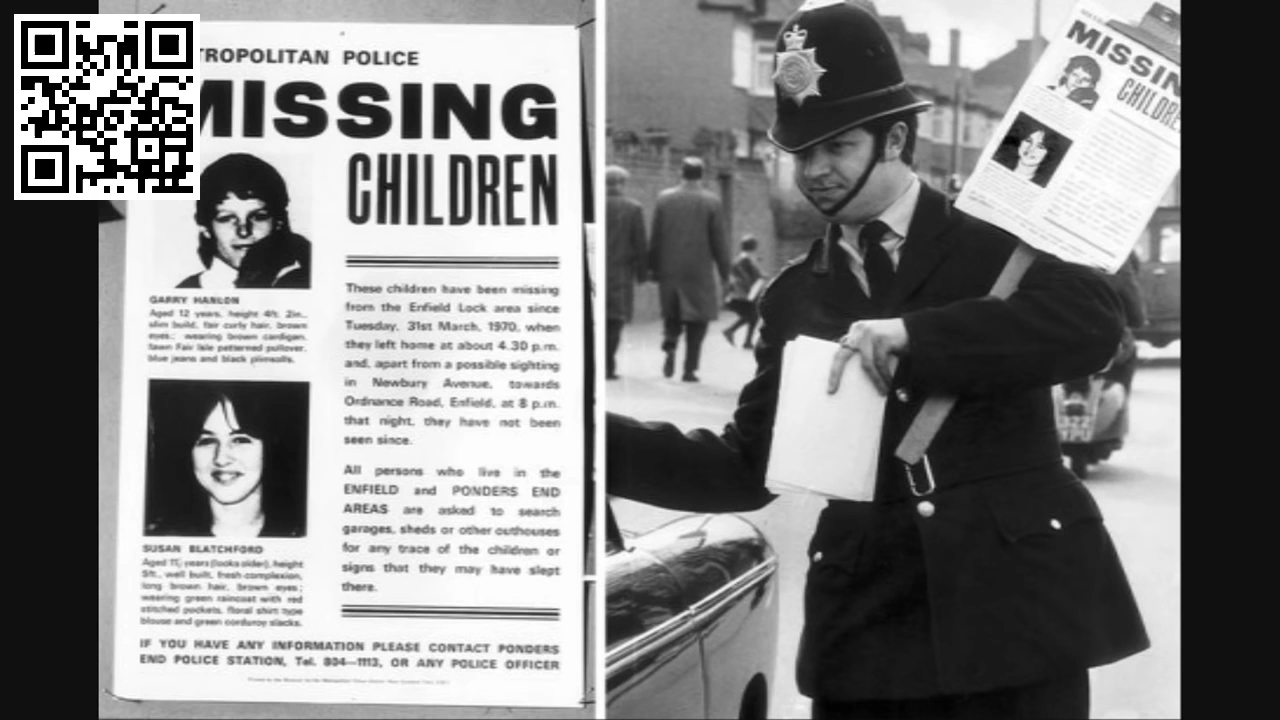 TROPOLITAN POLICE
MISSING
CHILDREN
GARRY HANLON
Aged 12 years, height 4ft. 2in.,
slim build, fair curly hair, brown
eyes; wearing brown cardigan,
fawn Fair Isle patterned pullover,
blue jeans and black plimsolls.
SUSAN BLATCHFORD
Aged 11, years (looks older), height
5ft., well built, fresh complexion,
long brown hair, brown eyes;
wearing green raincoat with red
stitched pockets, floral shirt type
blouse and green corduroy slacks.
These children have been missing
from the Enfield Lock area since
Tuesday, 31st March, 1970, when
they left home at about 4.30 p.m.
and, apart from a possible sighting
in Newbury Avenue, towards
Ordnance Road, Enfield, at 8 p.m.
that night, they have not been
seen since.
All persons who live in the
ENFIELD and PONDERS END
AREAS are asked to search
garages, sheds or other outhouses
for any trace of the children or
signs that they may have slept
there.
IF YOU HAVE ANY INFORMATION PLEASE CONTACT PONDERS
END POLICE STATION, Tel. 804—1113, OR ANY POLICE OFFICER
MISSIN
CHILDRE